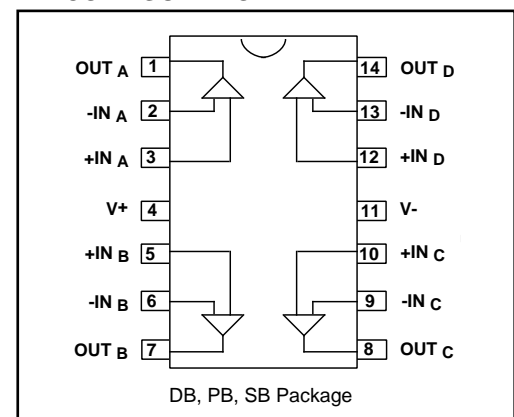 OUT A 1 14 OUT D
-IN A 2 13 -IN D
+IN A 3 12 +IN D
V+ 4 11 V-
+IN B 5 10 +IN C
-IN B 6 9 -IN C
OUT B 7 8 OUT C
DB, PB, SB Package